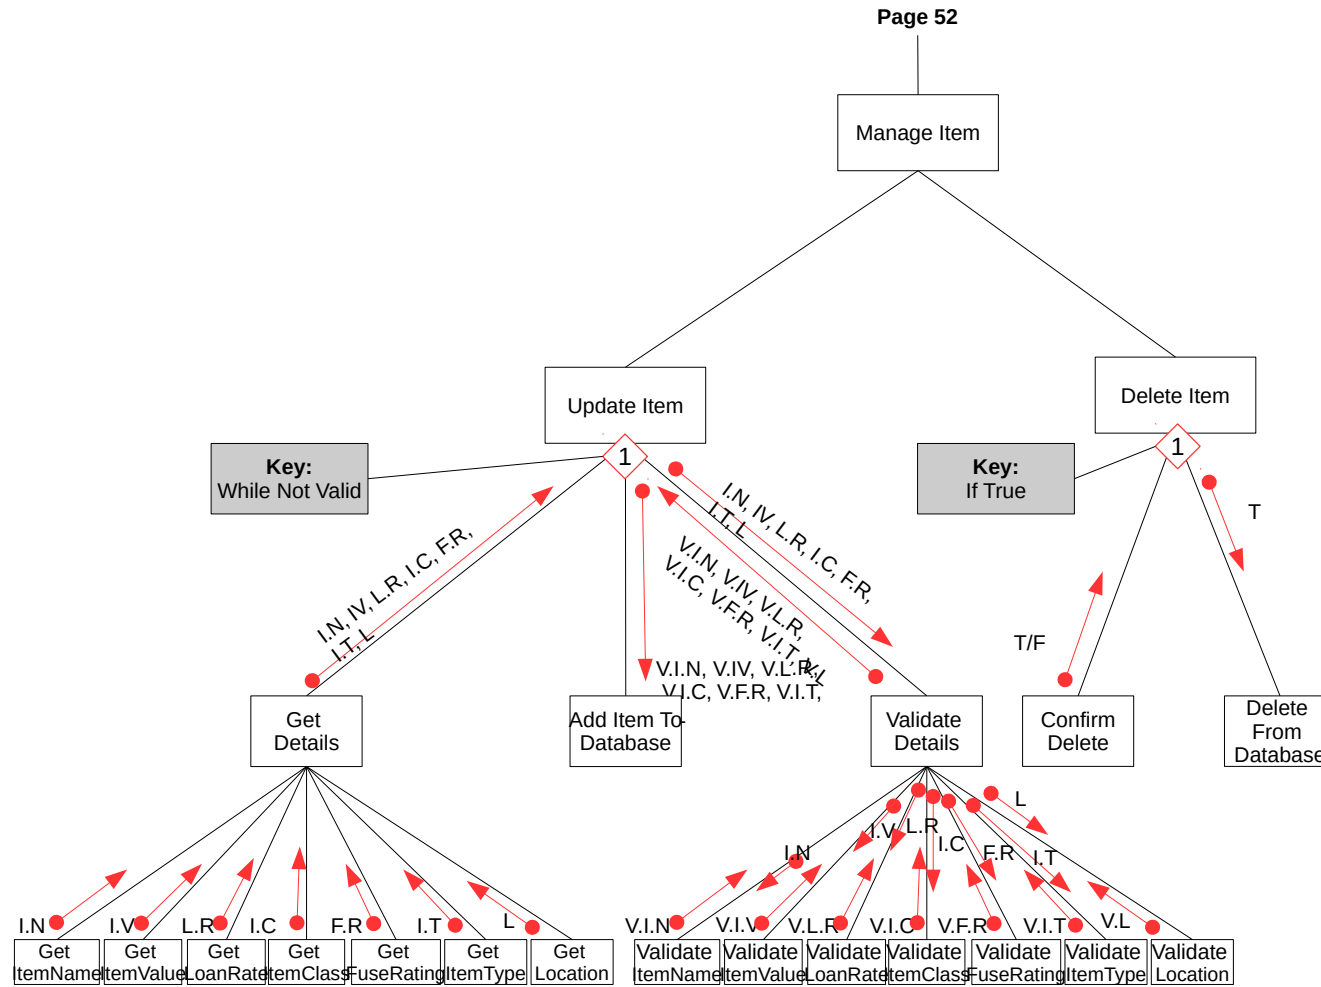 Page 52
Manage Item
Update Item
Delete Item
1
1
Key:
While Not Valid
Key:
If True
I.N, IV, L.R, I.C, F.R,
I.T, L
I.N, IV, L.R, I.C, F.R,
I.T, L
V.I.N, V.IV, V.L.R,
V.I.C, V.F.R, V.I.T, V.L
V.I.N, V.IV, V.L.R,
V.I.C, V.F.R, V.I.T,
T
T/F
Get
Details
Add Item To
Database
Validate
Details
Confirm
Delete
Delete
From
Database
I.N
I.V
L.R
I.C
F.R
I.T
L
I.N
I.V
L.R
I.C
F.R
I.T
L
V.I.N
V.I.V
V.L.R
V.I.C
V.F.R
V.I.T
V.L
Get
ItemName
Get
ItemValue
Get
LoanRate
Get
ItemClass
Get
FuseRating
Get
ItemType
Get
Location
Validate
ItemName
Validate
ItemValue
Validate
LoanRate
Validate
ItemClass
Validate
FuseRating
Validate
ItemType
Validate
Location